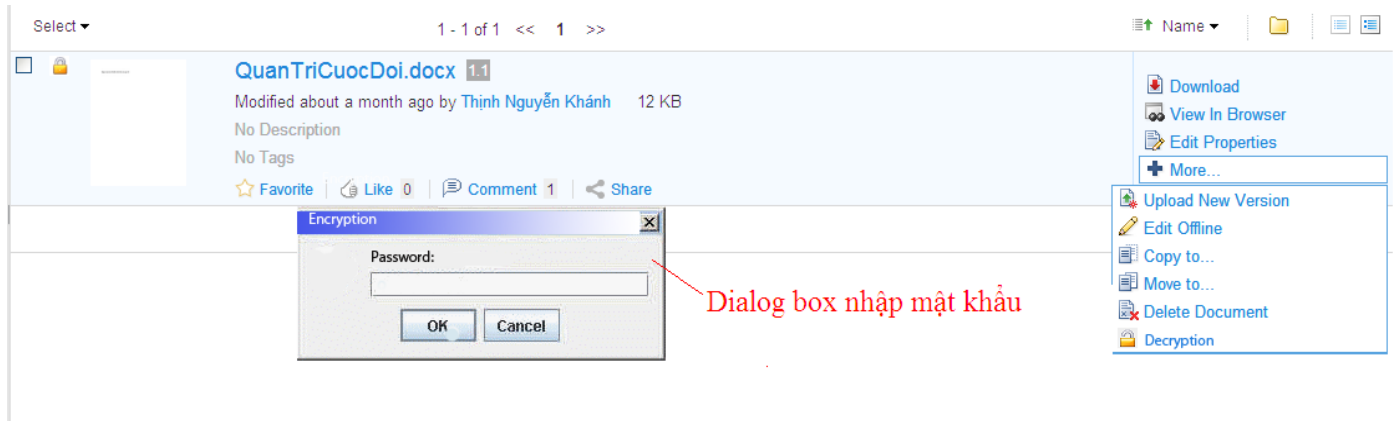 Select
1 - 1 of 1 << 1 >>
Name
QuanTriCuocDoi.docx 1.1
Modified about a month ago by Thịnh Nguyễn Khánh 12 KB
No Description
No Tags
Favorite Like 0 Comment 1 Share
Download
View In Browser
Edit Properties
More...
Upload New Version
Edit Offline
Copy to...
Move to...
Delete Document
Decryption
Encryption
Password:
OK Cancel
Dialog box nhập mật khẩu